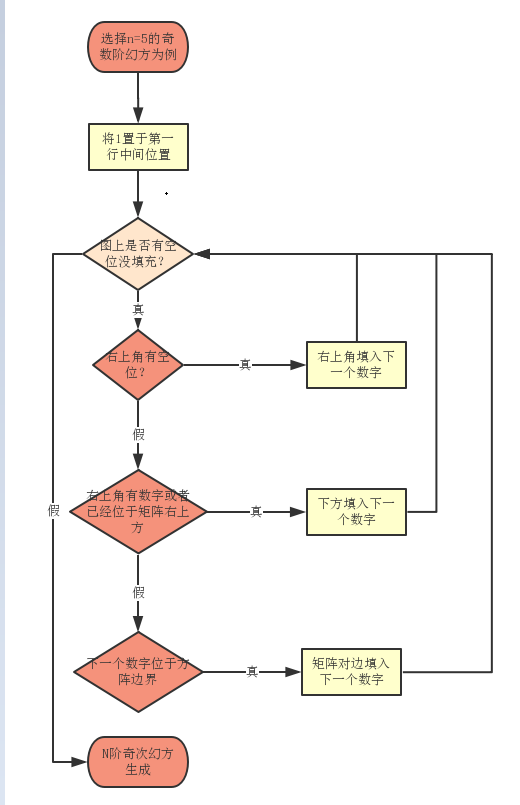 选择n=5的奇
数阶幻方为例
将1置于第一
行中间位置
图上是否有空
位没填充?
真
右上角有空
位?
真
右上角填入下
一个数字
假
右上角有数字或者
已经位于矩阵右上
方
真
下方填入下一
个数字
假
假
下一个数字位于方
阵边界
真
矩阵对边填入
下一个数字
N阶奇次幻方
生成